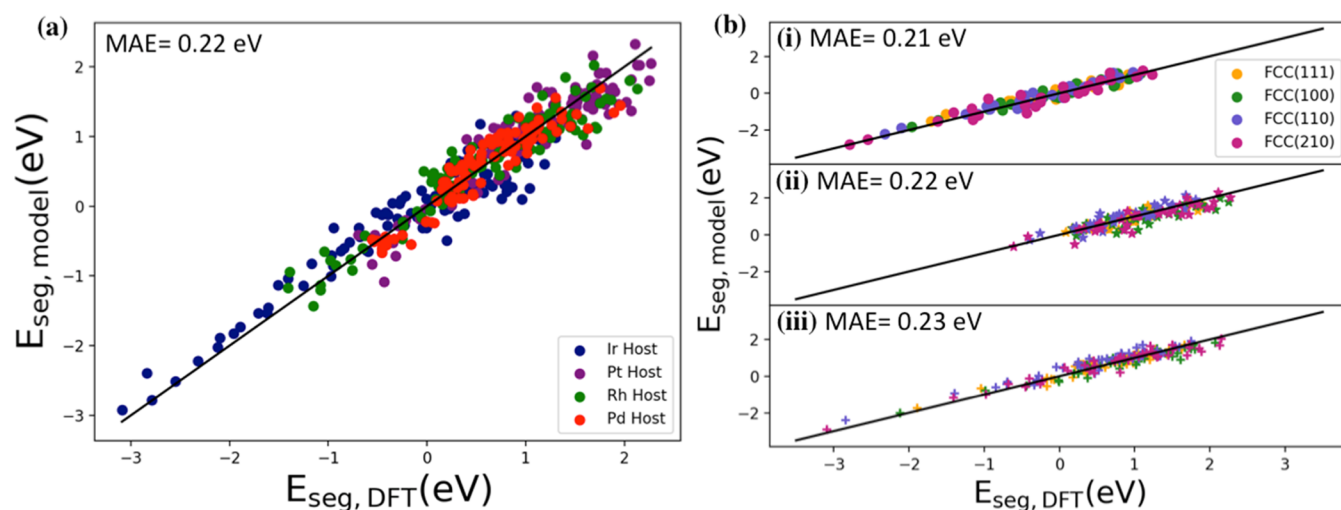 (a)
MAE= 0.22 eV
E_seg, model(eV)
2
1
0
−1
−2
−3
Ir Host
Pt Host
Rh Host
Pd Host
−3 −2 −1 0 1 2
E_seg, DFT(eV)
(b)
E_seg, model(eV)
(i) MAE= 0.21 eV
2
0
−2
FCC(111)
FCC(100)
FCC(110)
FCC(210)
(ii) MAE= 0.22 eV
2
0
−2
(iii) MAE= 0.23 eV
2
0
−2
−3 −2 −1 0 1 2 3
E_seg, DFT(eV)